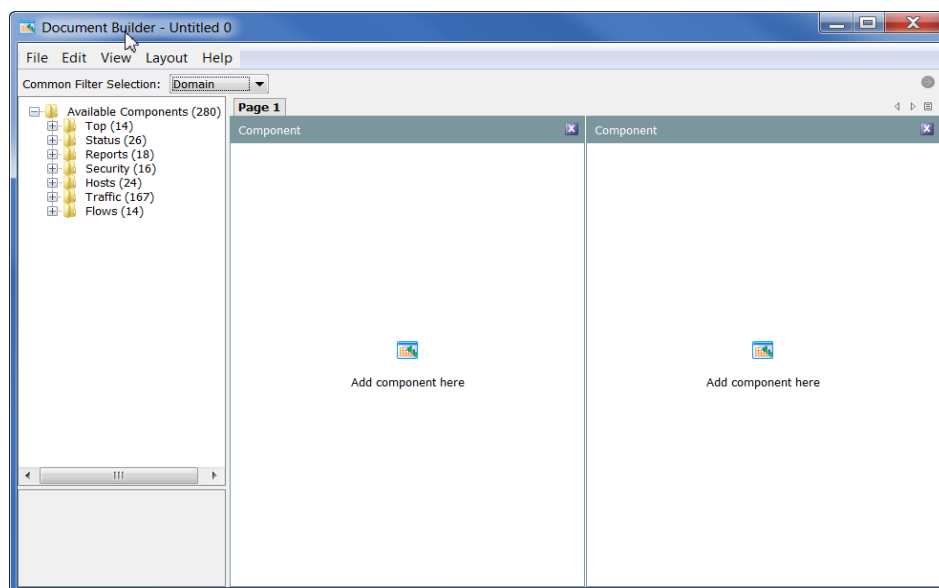 Document Builder - Untitled 0
File Edit View Layout Help
Common Filter Selection: Domain
Available Components (280)
Top (14)
Status (26)
Reports (18)
Security (16)
Hosts (24)
Traffic (167)
Flows (14)
Page 1
Component
Component
Add component here
Add component here